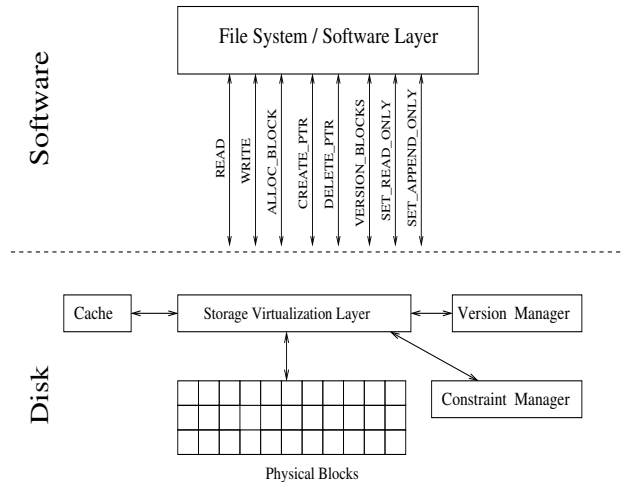 Software
File System / Software Layer
READ
WRITE
ALLOC_BLOCK
CREATE_PTR
DELETE_PTR
VERSION_BLOCKS
SET_READ_ONLY
SET_APPEND_ONLY
Disk
Cache
Storage Virtualization Layer
Version Manager
Constraint Manager
Physical Blocks